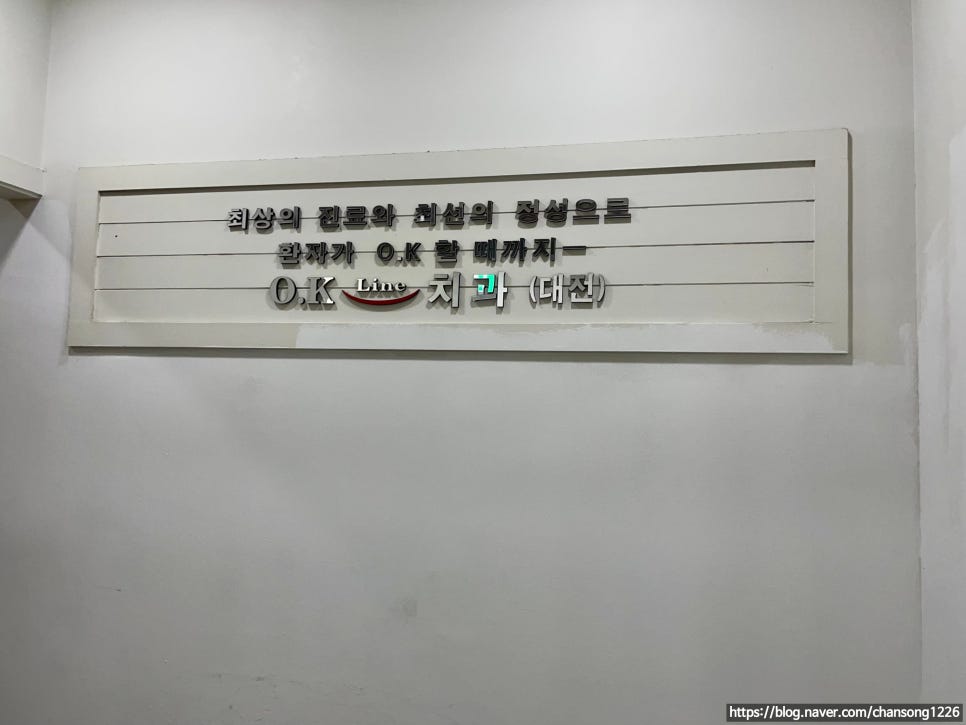 최상의 진료와 최선의 정성으로
환자가 O.K 할 때까지ㅡ
O.K Line 치과 (대전)
https://blog.naver.com/chansong1226